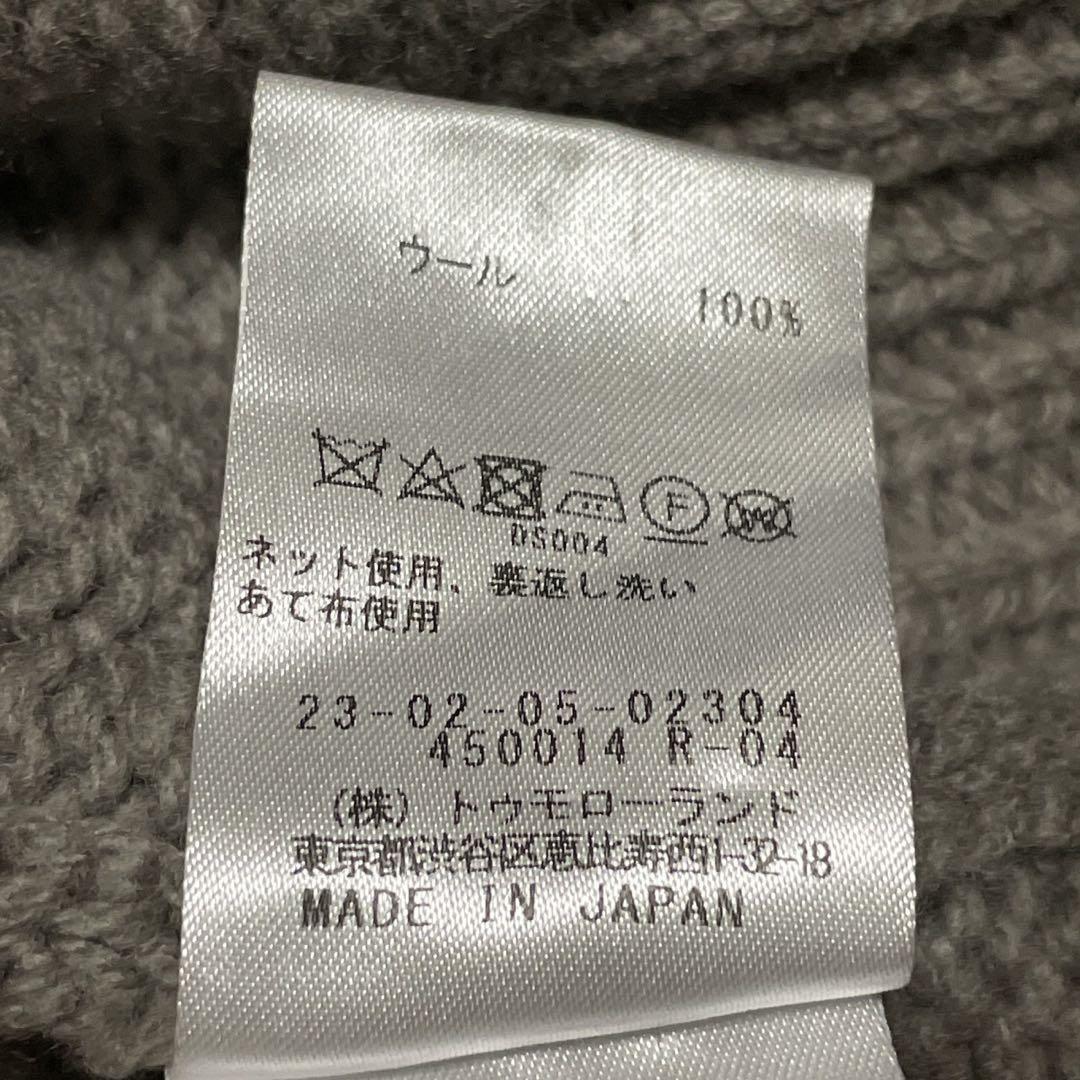 ウール 100%
F W
DS004
ネット使用、裏返し洗い
あて布使用
23-02-05-02304
450014 R-04
(株)トゥモローランド
東京都渋谷区恵比寿西1-32-18
MADE IN JAPAN